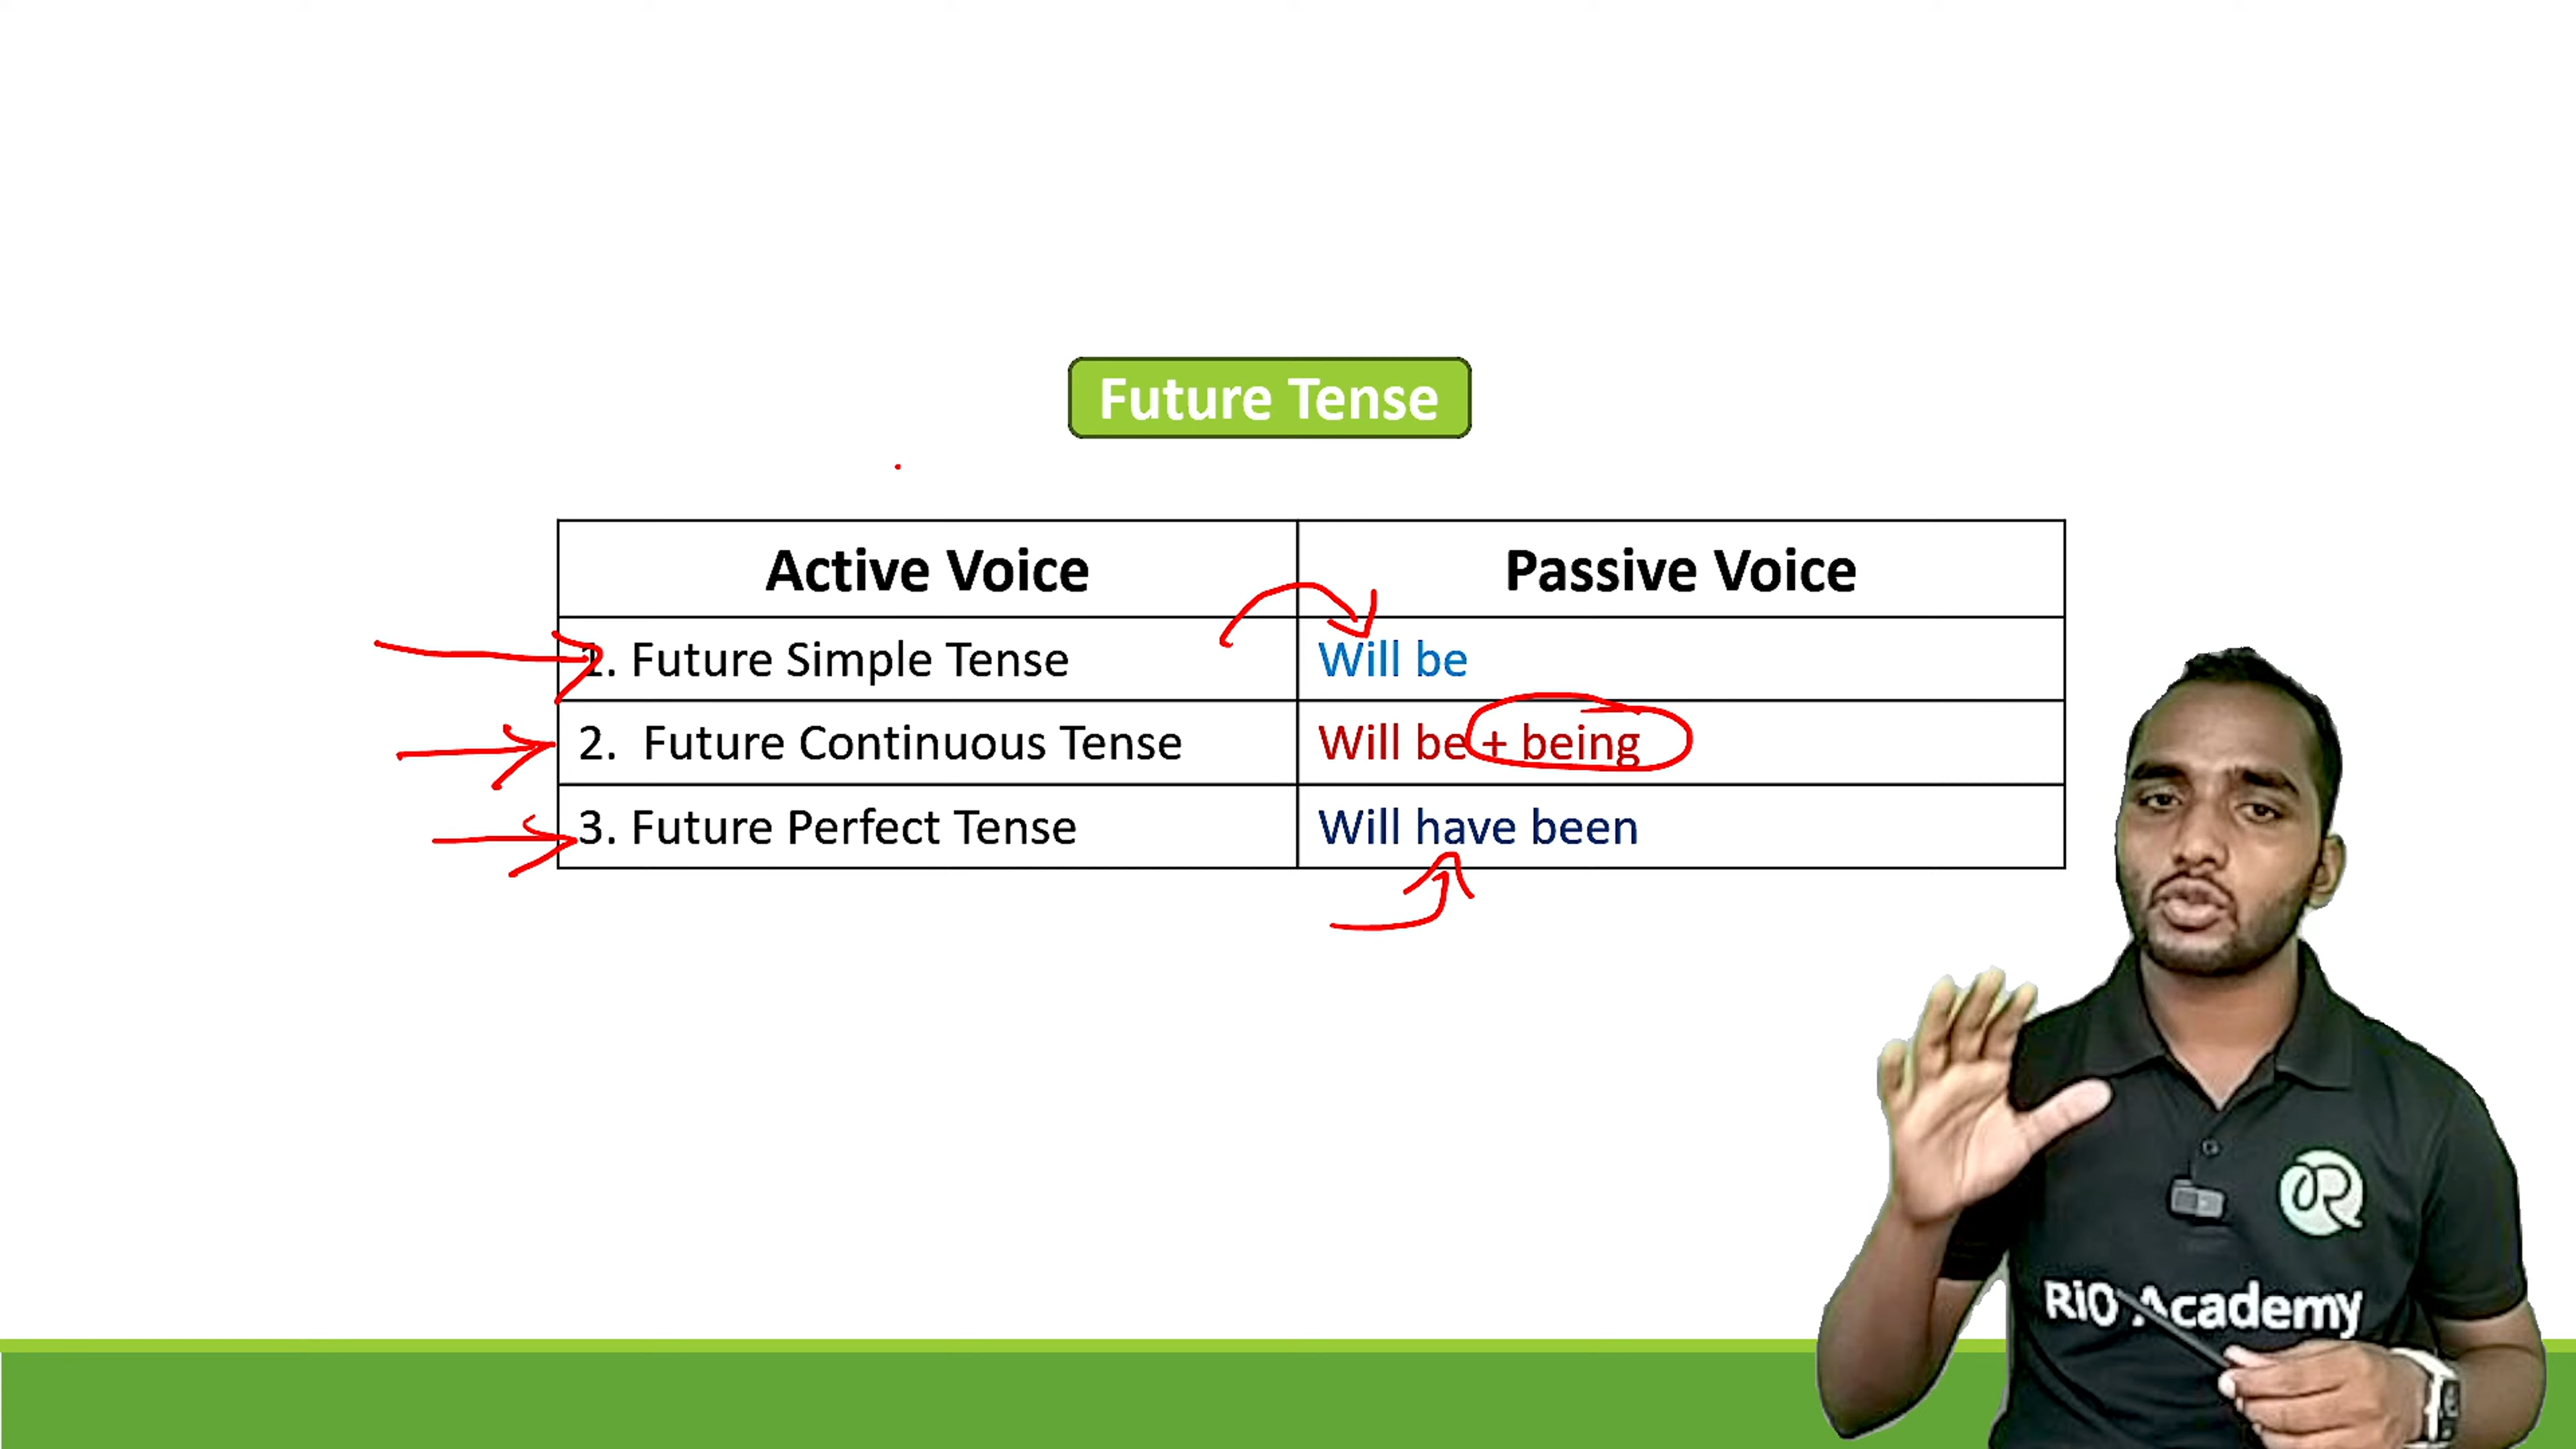 Future Tense
Active Voice Passive Voice
1. Future Simple Tense Will be
2. Future Continuous Tense Will be + being
3. Future Perfect Tense Will have been
RiO Academy